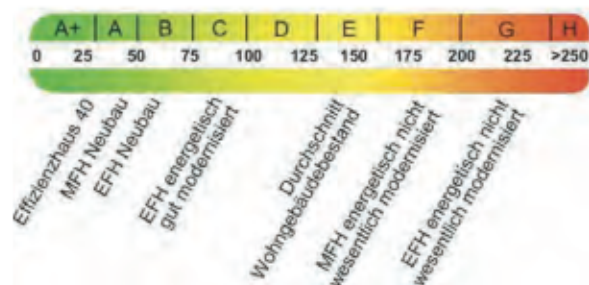 A+ A B C D E F G H
0 25 50 75 100 125 150 175 200 225 >250
Effizienzhaus 40
MFH Neubau
EFH Neubau
EFH energetisch
gut modernisiert
Durchschnitt
Wohngebäudebestand
MFH energetisch nicht
wesentlich modernisiert
EFH energetisch nicht
wesentlich modernisiert